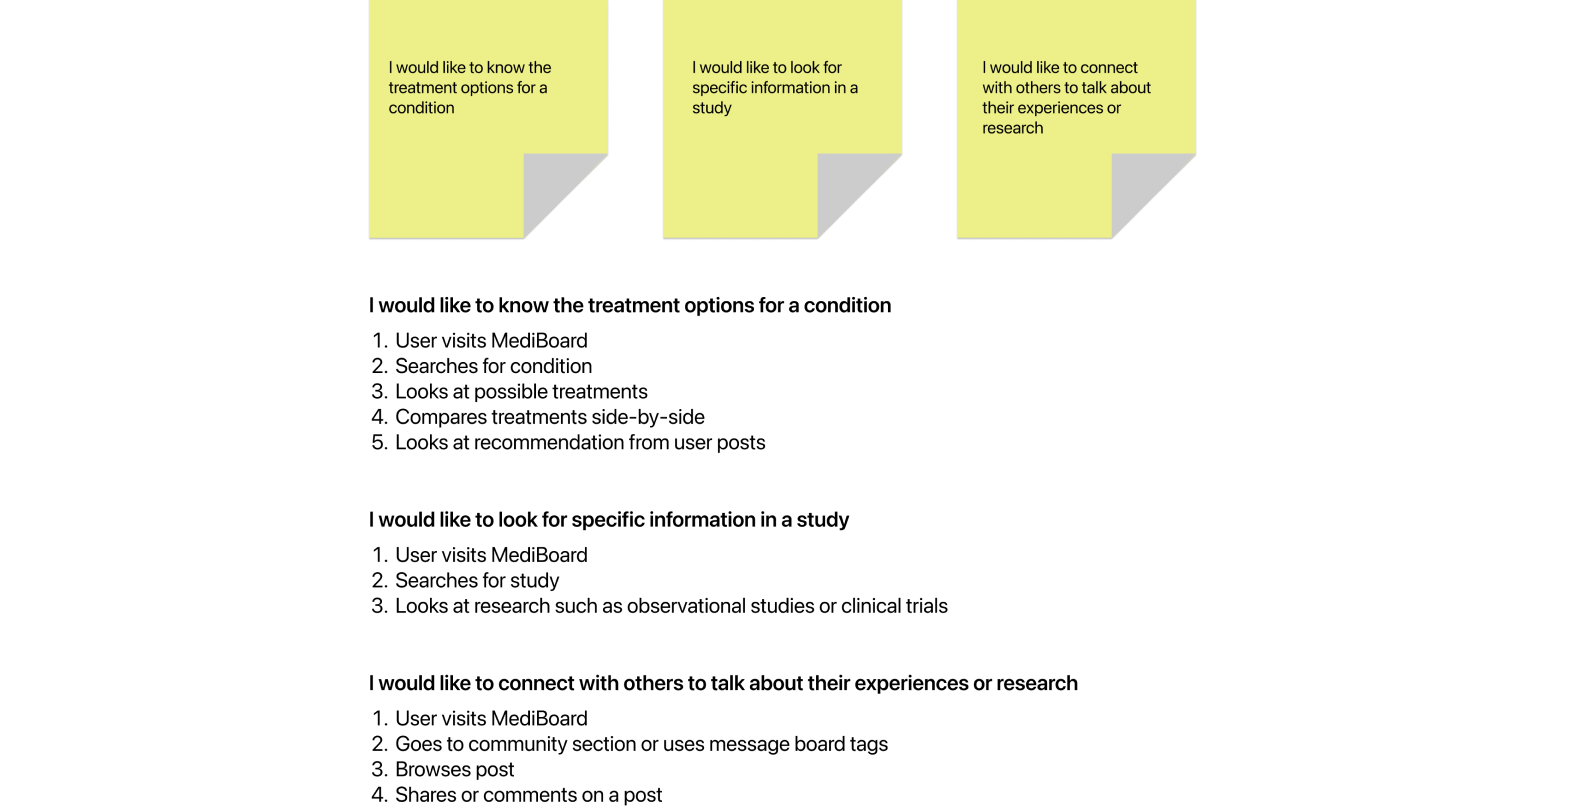 I would like to know the
treatment options for a
condition
I would like to look for
specific information in a
study
I would like to connect
with others to talk about
their experiences or
research
I would like to know the treatment options for a condition
1. User visits MediBoard
2. Searches for condition
3. Looks at possible treatments
4. Compares treatments side-by-side
5. Looks at recommendation from user posts
I would like to look for specific information in a study
1. User visits MediBoard
2. Searches for study
3. Looks at research such as observational studies or clinical trials
I would like to connect with others to talk about their experiences or research
1. User visits MediBoard
2. Goes to community section or uses message board tags
3. Browses post
4. Shares or comments on a post